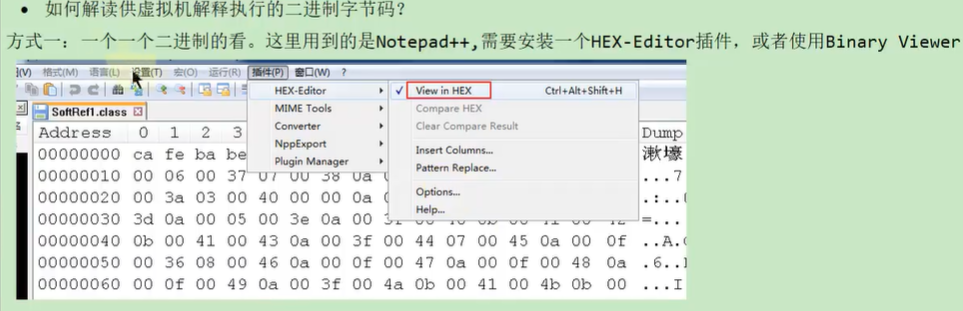 • 如何解读供虚拟机解释执行的二进制字节码？
方式一：一个一个二进制的看。这里用到的是Notepad++,需要安装一个HEX-Editor插件，或者使用Binary Viewer
(V) 格式(M) 语言(L) 设置(T) 宏(O) 运行(R) 插件(P) 窗口(W) ?
HEX-Editor
MIME Tools
Converter
NppExport
Plugin Manager
View in HEX Ctrl+Alt+Shift+H
Compare HEX
Clear Compare Result
Insert Columns...
Pattern Replace...
Options...
Help...
SoftRef1.class
Address 0 1 2 3 Dump
00000000 ca fe ba be
00000010 00 06 00 37 07 00 38 0a ...7
00000020 00 3a 03 00 40 00 00 0a
00000030 3d 0a 00 05 00 3e 0a 00 =...
00000040 0b 00 41 00 43 0a 00 3f 00 44 07 00 45 0a 00 0f ..A.
00000050 00 36 08 00 46 0a 00 0f 00 47 0a 00 0f 00 48 0a .6..
00000060 00 0f 00 49 0a 00 3f 00 4a 0b 00 41 00 4b 0b 00 ...I